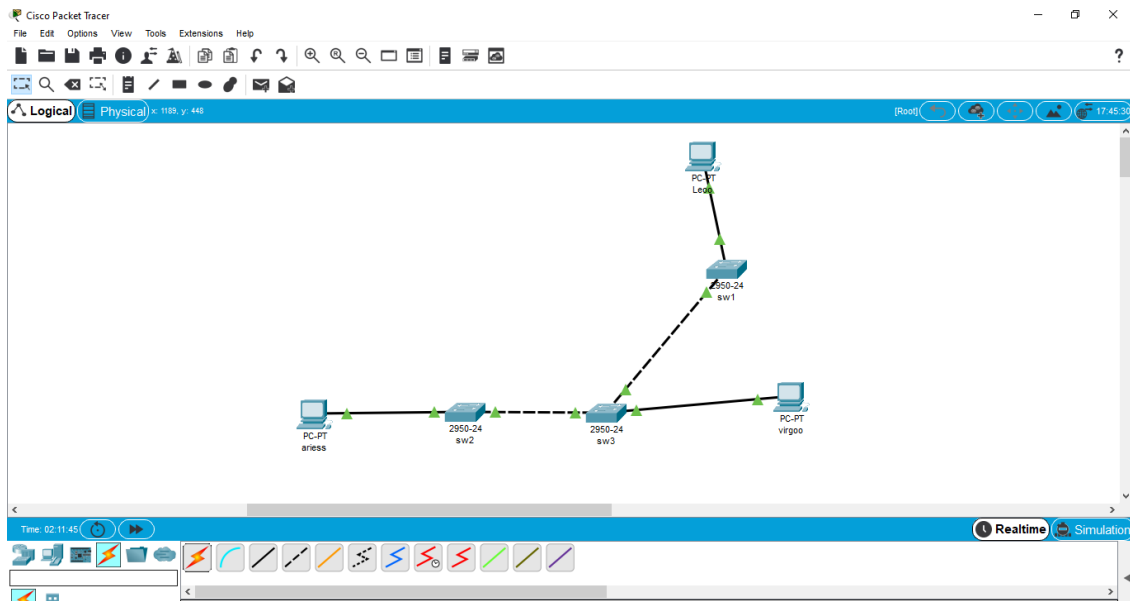 Cisco Packet Tracer
File Edit Options View Tools Extensions Help
?
Logical Physical x: 1189, y: 448 [Root] 17:45:30
PC-PT
Lego
2950-24
sw1
PC-PT
ariess
2950-24
sw2
2950-24
sw3
PC-PT
virgoo
Time: 02:11:45 Realtime Simulation